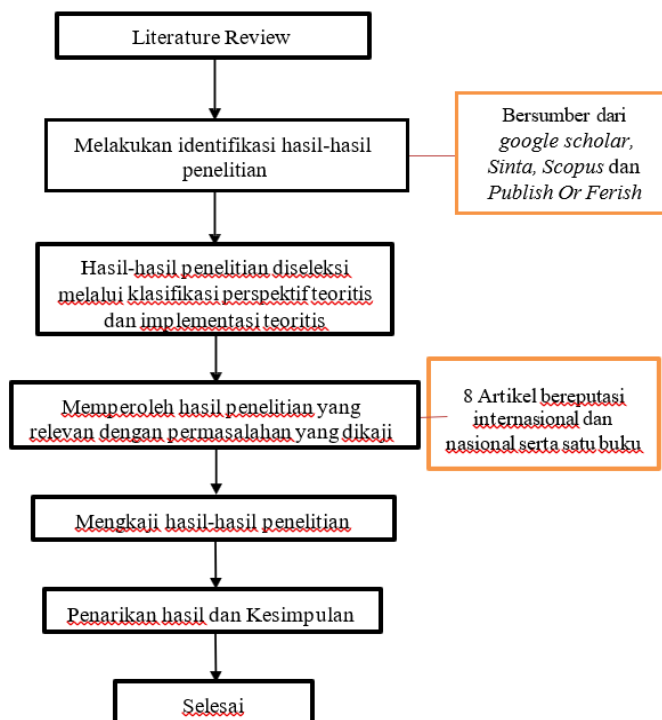 Literature Review
Melakukan identifikasi hasil-hasil
penelitian
Bersumber dari
google scholar,
Sinta, Scopus dan
Publish Or Ferish
Hasil-hasil penelitian diseleksi
melalui klasifikasi perspektif teoritis
dan implementasi teoritis
Memperoleh hasil penelitian yang
relevan dengan permasalahan yang dikaji
8 Artikel bereputasi
internasional dan
nasional serta satu buku
Mengkaji hasil-hasil penelitian
Penarikan hasil dan Kesimpulan
Selesai